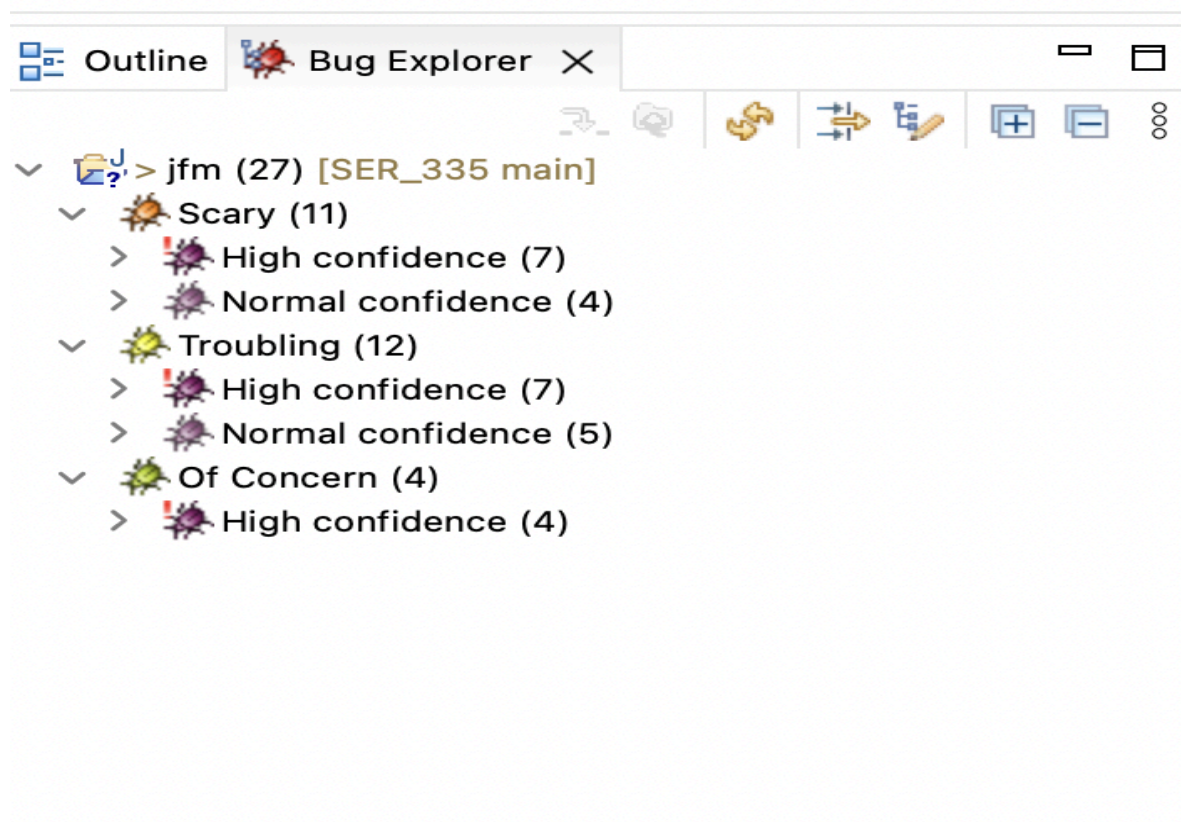 Outline Bug Explorer
> jfm (27) [SER_335 main]
Scary (11)
High confidence (7)
Normal confidence (4)
Troubling (12)
High confidence (7)
Normal confidence (5)
Of Concern (4)
High confidence (4)